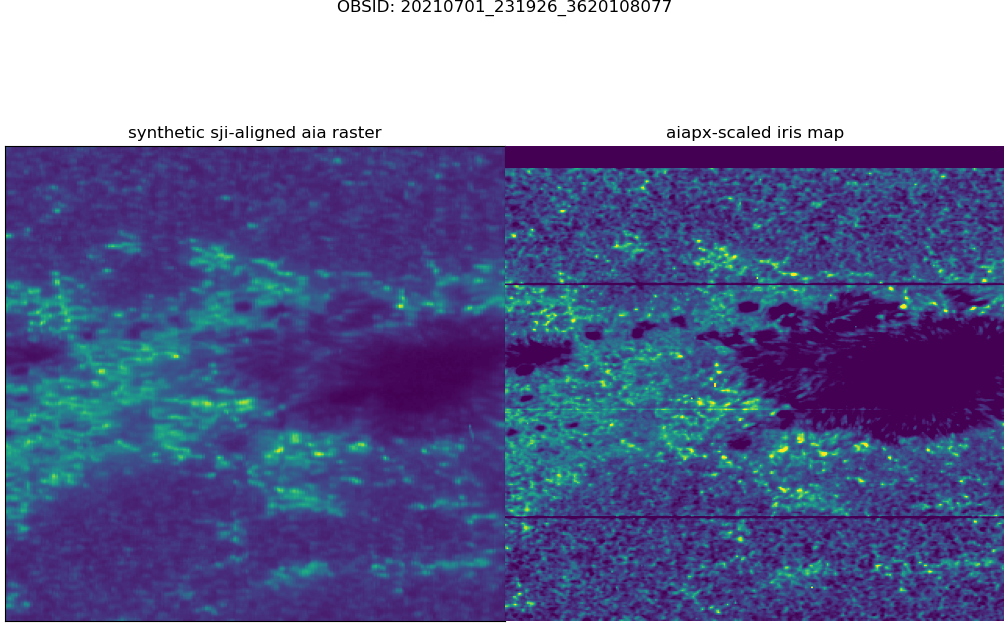 OBSID: 20210701_231926_3620108077
synthetic sji-aligned aia raster
aiapx-scaled iris map